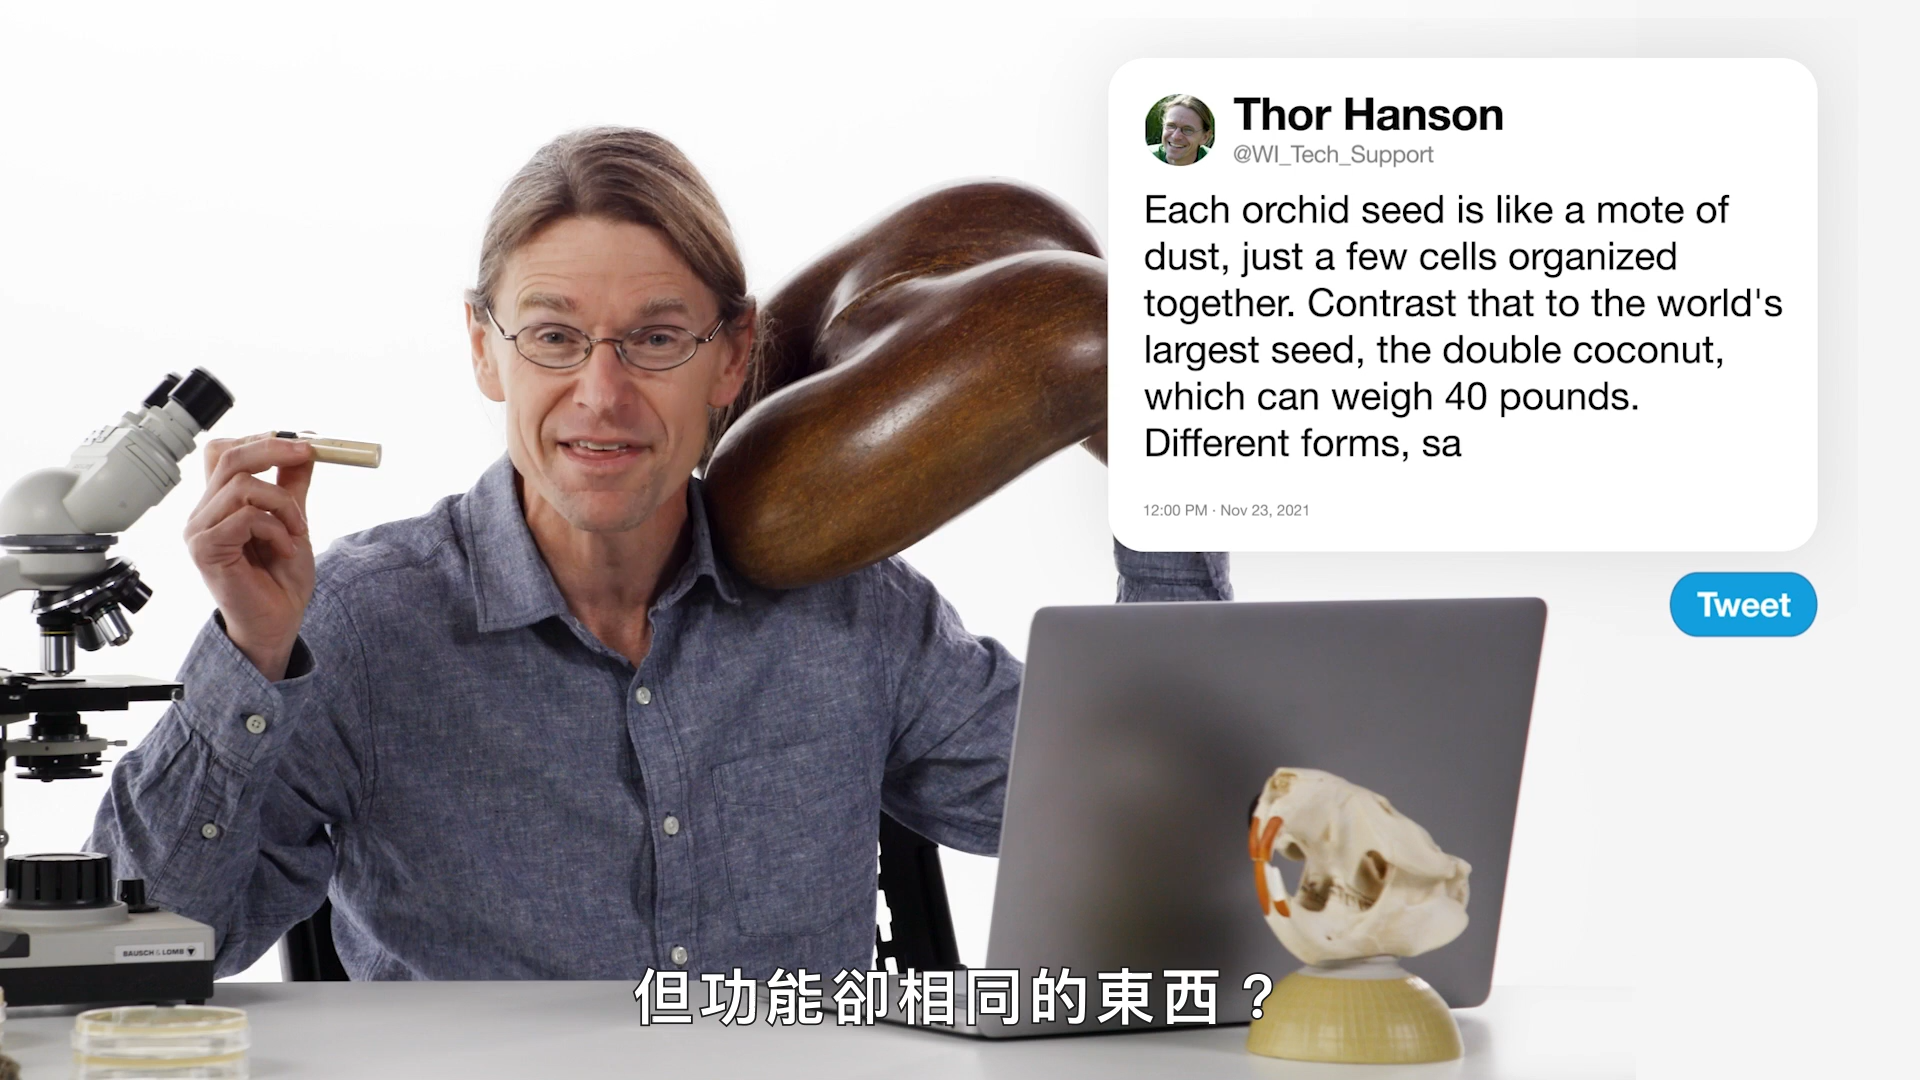 Thor Hanson
@WI_Tech_Support
Each orchid seed is like a mote of
dust, just a few cells organized
together. Contrast that to the world's
largest seed, the double coconut,
which can weigh 40 pounds.
Different forms, sa
12:00 PM · Nov 23, 2021
Tweet
BAUSCH & LOMB
但功能卻相同的東西？